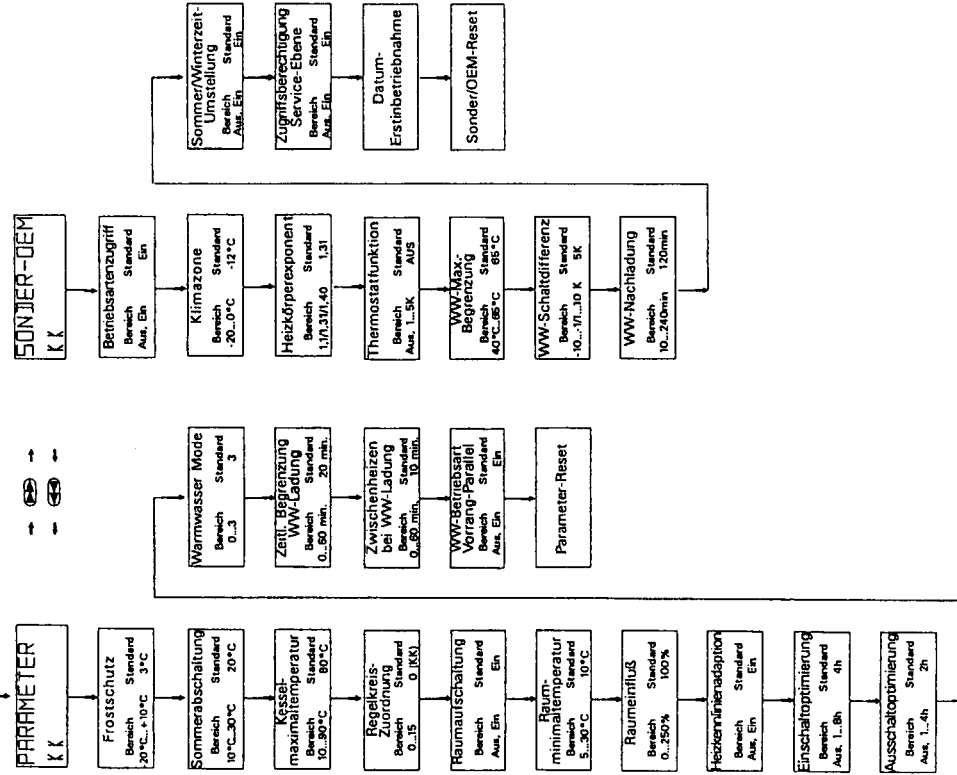 PARAMETER
KK
Frostschutz
Bereich Standard
-20°C...+10°C 3°C
Sommerabschaltung
Bereich Standard
10°C...30°C 20°C
Kessel-
maximaltemperatur
Bereich Standard
10...90°C 80°C
Regelkreis-
Zuordnung
Bereich Standard
0...15 0 (KK)
Raumaufschaltung
Bereich Standard
Aus, Ein Ein
Raum-
minimaltemperatur
Bereich Standard
5...30°C 10°C
Raumeinfluß
Bereich Standard
0...250% 100%
Heizkennlinienadaption
Bereich Standard
Aus, Ein Ein
Einschaltoptimierung
Bereich Standard
Aus, 1...8h 4h
Ausschaltoptimierung
Bereich Standard
Aus, 1...4h 2h
Warmwasser Mode
Bereich Standard
0...3 3
Zeitl. Begrenzung
WW-Ladung
Bereich Standard
0...60 min. 20 min.
Zwischenheizen
bei WW-Ladung
Bereich Standard
0...60 min. 10 min.
WW-Betriebsart
Vorrang-Parallel
Bereich Standard
Aus, Ein Ein
Parameter-Reset
SONDER-OEM
KK
Betriebsartenzugriff
Bereich Standard
Aus, Ein Ein
Klimazone
Bereich Standard
-20...0°C -12°C
Heizkörperexponent
Bereich Standard
1,1/1,31/1,40 1,31
Thermostatfunktion
Bereich Standard
Aus, 1...5K AUS
WW-Max.-
Begrenzung
Bereich Standard
40°C...65°C 65°C
WW-Schaltdifferenz
Bereich Standard
-10...-1/1...10 K 5K
WW-Nachladung
Bereich Standard
10...240min 120min
Sommer/Winterzeit-
Umstellung
Bereich Standard
Aus, Ein Ein
Zugriffsberechtigung
Service-Ebene
Bereich Standard
Aus, Ein Ein
Datum-
Erstinbetriebnahme
Sonder/OEM-Reset